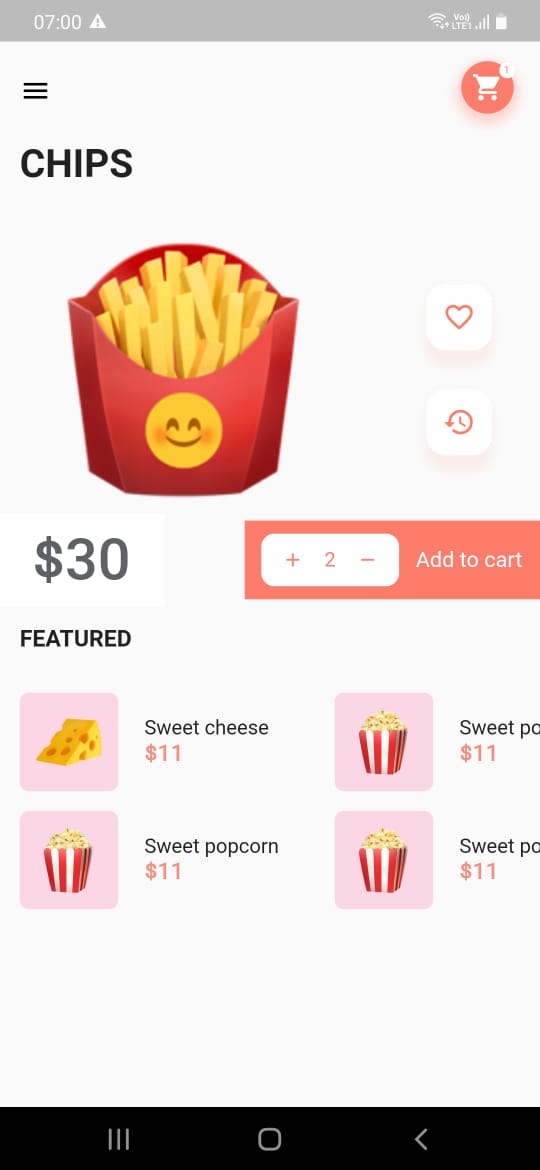 07:00
Vo))
LTE1
1
CHIPS
$30
+ 2 − Add to cart
FEATURED
Sweet cheese
$11
Sweet po
$11
Sweet popcorn
$11
Sweet po
$11